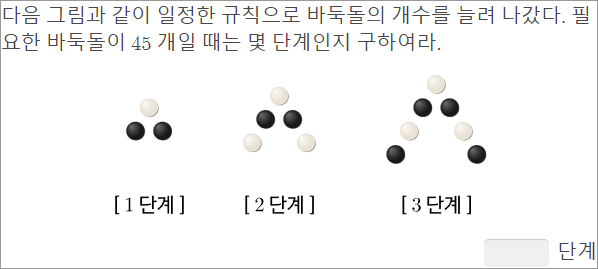 다음 그림과 같이 일정한 규칙으로 바둑돌의 개수를 늘려 나갔다. 필
요한 바둑돌이 45 개일 때는 몇 단계인지 구하여라.
[ 1 단계 ] [ 2 단계 ] [ 3 단계 ]
단계